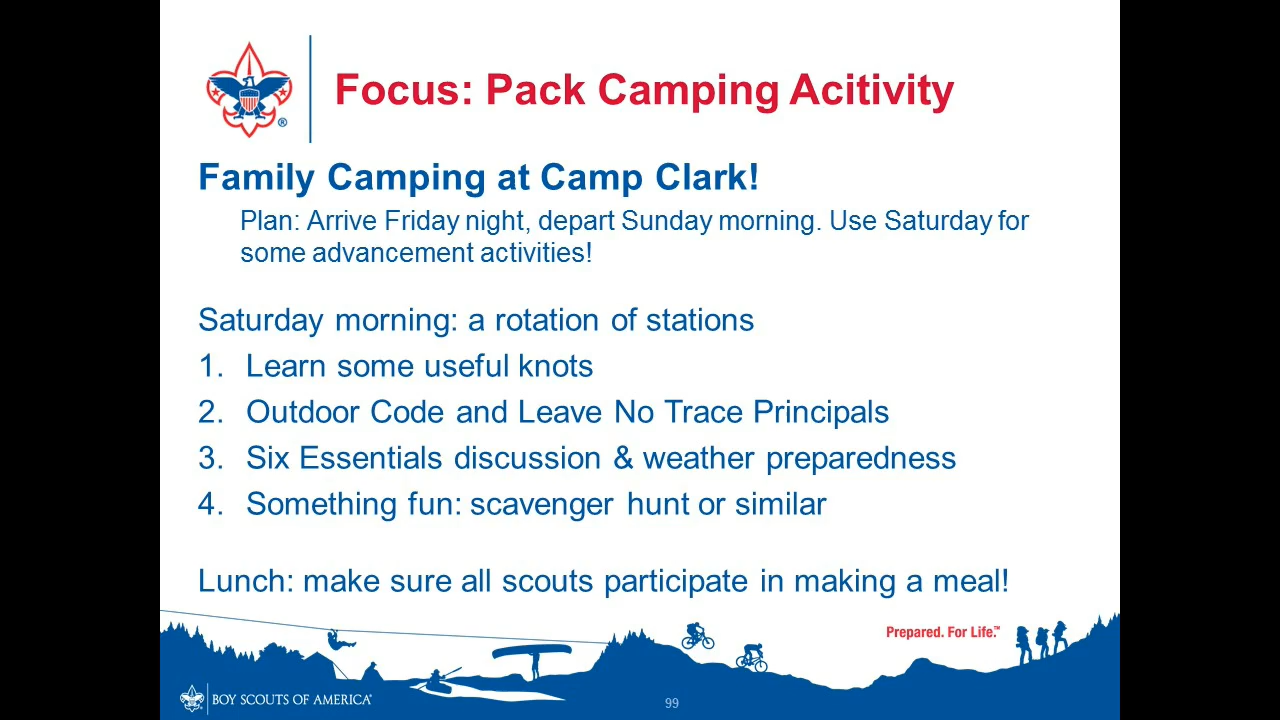 Focus: Pack Camping Acitivity
Family Camping at Camp Clark!
Plan: Arrive Friday night, depart Sunday morning. Use Saturday for
some advancement activities!
Saturday morning: a rotation of stations
1. Learn some useful knots
2. Outdoor Code and Leave No Trace Principals
3. Six Essentials discussion & weather preparedness
4. Something fun: scavenger hunt or similar
Lunch: make sure all scouts participate in making a meal!
Prepared. For Life.™
BOY SCOUTS OF AMERICA®
99